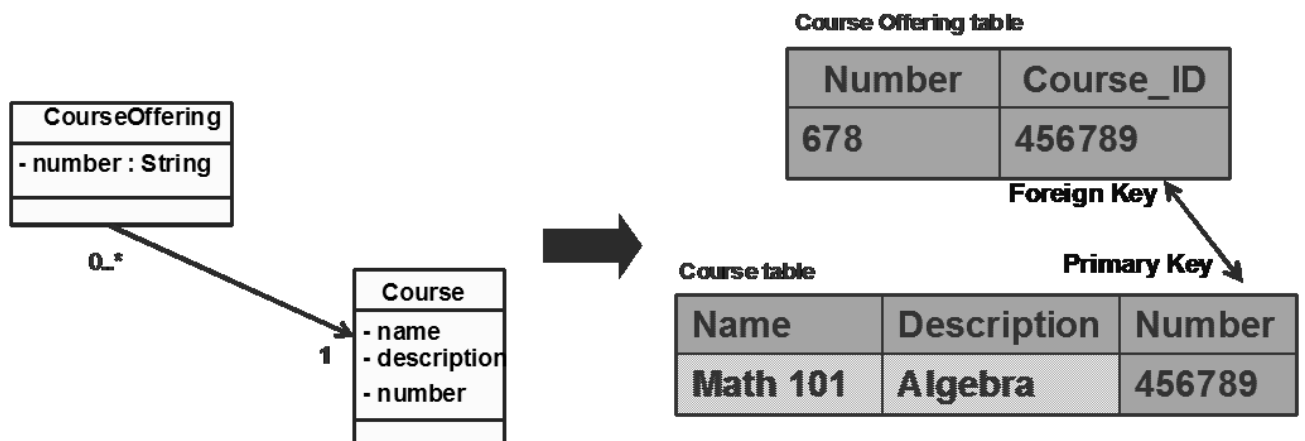 CourseOffering
- number : String
0..*
1
Course
- name
- description
- number
Course Offering table
Number Course_ID
678 456789
Foreign Key
Primary Key
Course table
Name Description Number
Math 101 Algebra 456789